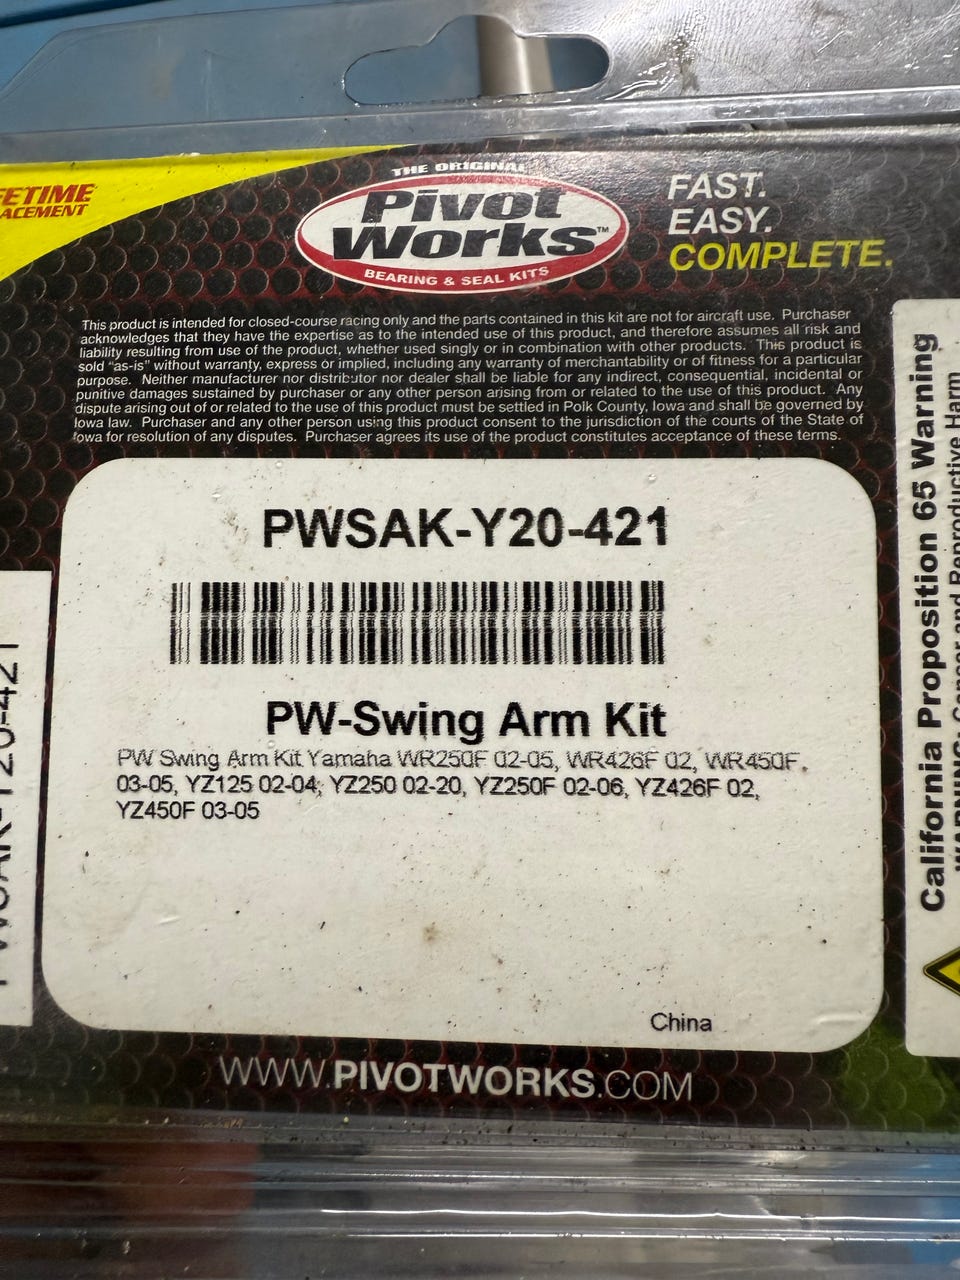 FETIME
ACEMENT
THE ORIGINAL
Pivot
Works™
BEARING & SEAL KITS
FAST.
EASY.
COMPLETE.
This product is intended for closed-course racing only and the parts contained in this kit are not for aircraft use. Purchaser
acknowledges that they have the expertise as to the intended use of this product, and therefore assumes all risk and
liability resulting from use of the product, whether used singly or in combination with other products. This product is
sold "as-is" without warranty, express or implied, including any warranty of merchantability or of fitness for a particular
purpose. Neither manufacturer nor distributor nor dealer shall be liable for any indirect, consequential, incidental or
punitive damages sustained by purchaser or any other person arising from or related to the use of this product. Any
dispute arising out of or related to the use of this product must be settled in Polk County, Iowa and shall be governed by
Iowa law. Purchaser and any other person using this product consent to the jurisdiction of the courts of the State of
Iowa for resolution of any disputes. Purchaser agrees its use of the product constitutes acceptance of these terms.
PWSAK-Y20-421
PW-Swing Arm Kit
PW Swing Arm Kit Yamaha WR250F 02-05, WR426F 02, WR450F
03-05, YZ125 02-04; YZ250 02-20, YZ250F 02-06, YZ426F 02,
YZ450F 03-05
China
WWW.PIVOTWORKS.COM
PWSAK-Y20-421
California Proposition 65 Warning
WARNING: Cancer and Reproductive Harm